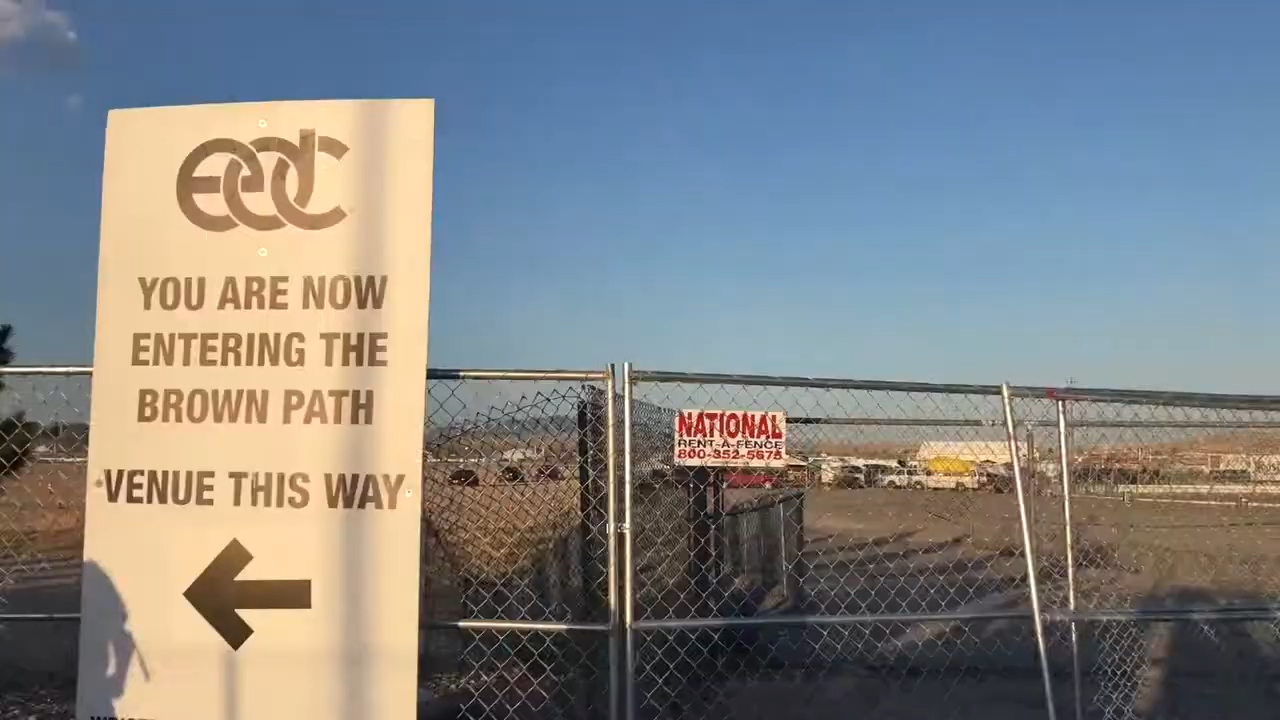 edc
YOU ARE NOW
ENTERING THE
BROWN PATH
VENUE THIS WAY
NATIONAL
RENT-A-FENCE
800-352-5675